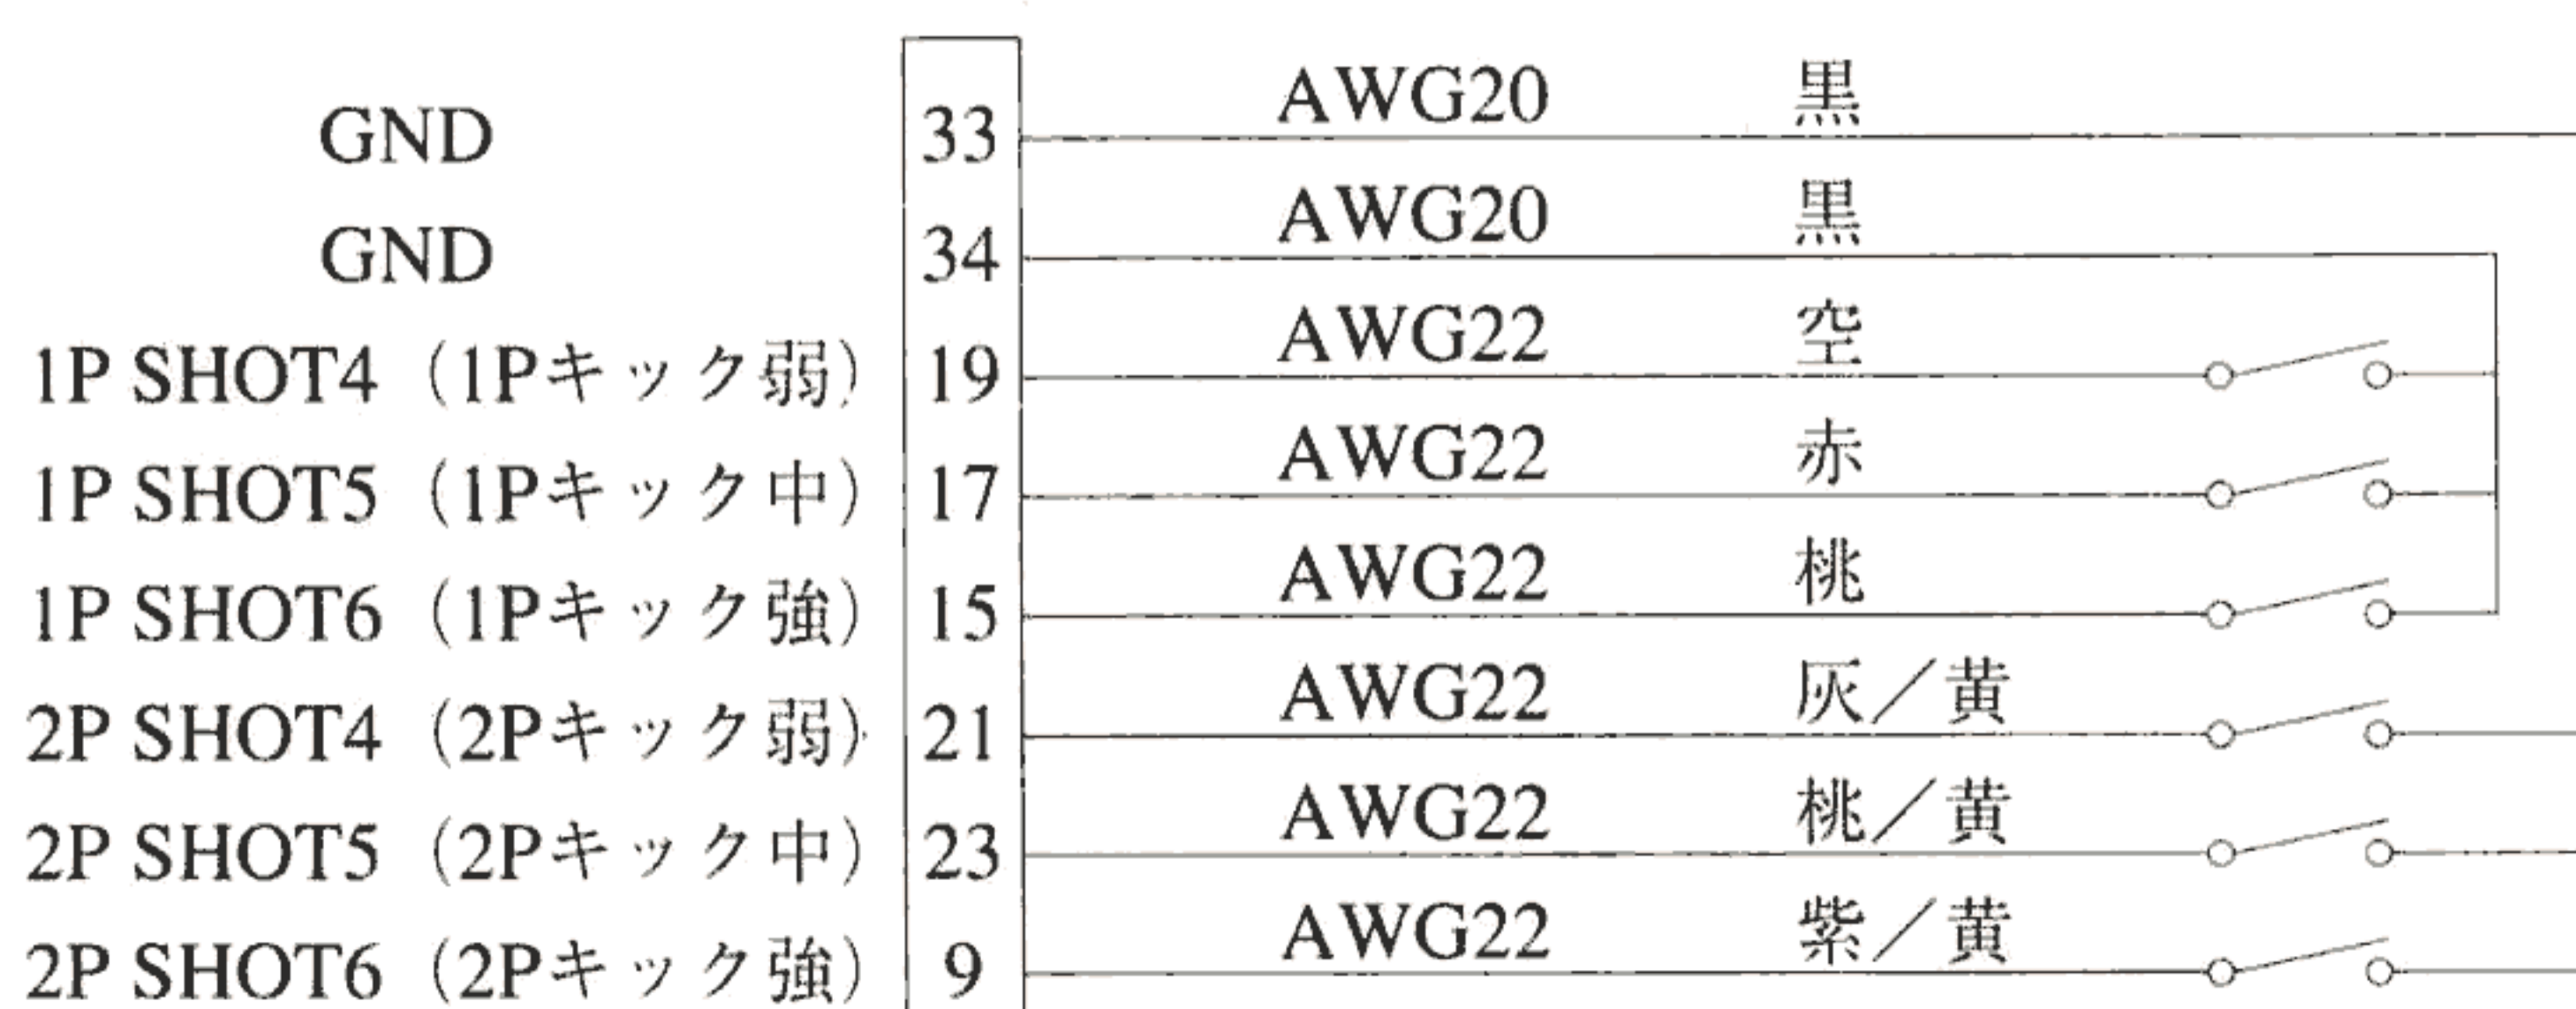 GND 33 AWG20 黒
GND 34 AWG20 黒
1P SHOT4（1Pキック弱） 19 AWG22 空
1P SHOT5（1Pキック中） 17 AWG22 赤
1P SHOT6（1Pキック強） 15 AWG22 桃
2P SHOT4（2Pキック弱） 21 AWG22 灰／黄
2P SHOT5（2Pキック中） 23 AWG22 桃／黄
2P SHOT6（2Pキック強） 9 AWG22 紫／黄